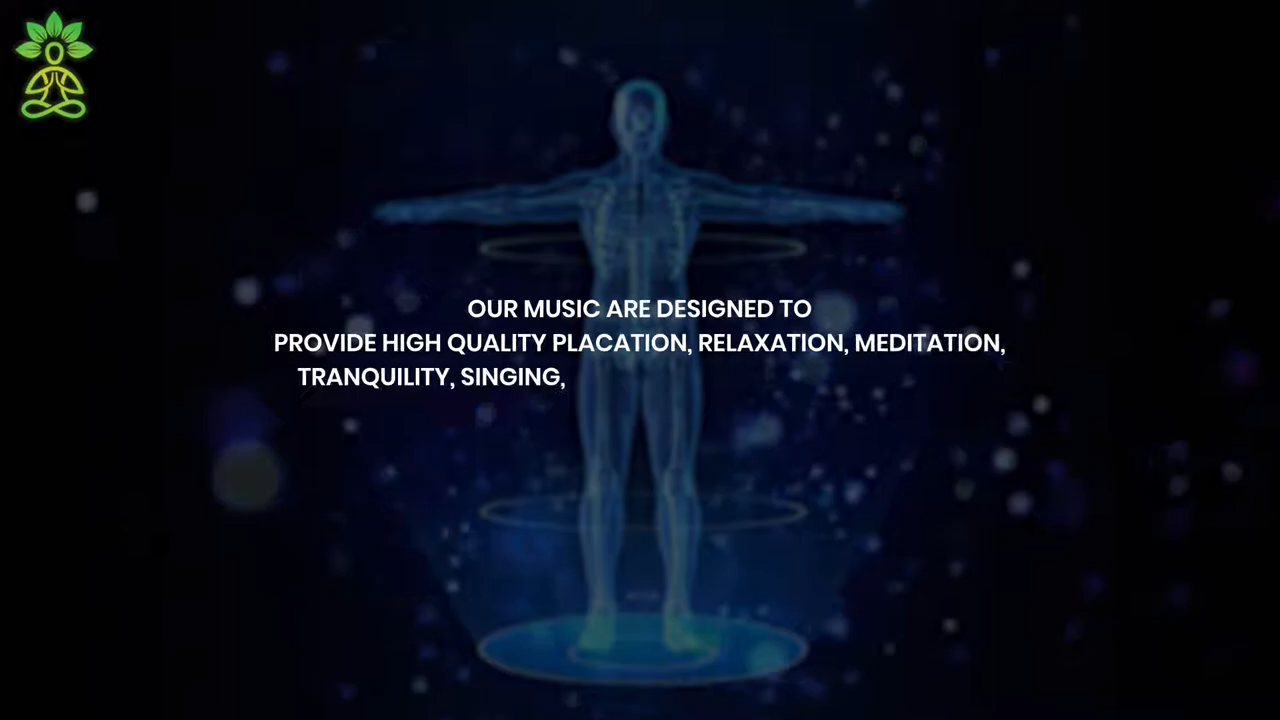 OUR MUSIC ARE DESIGNED TO
PROVIDE HIGH QUALITY PLACATION, RELAXATION, MEDITATION,
TRANQUILITY, SINGING,